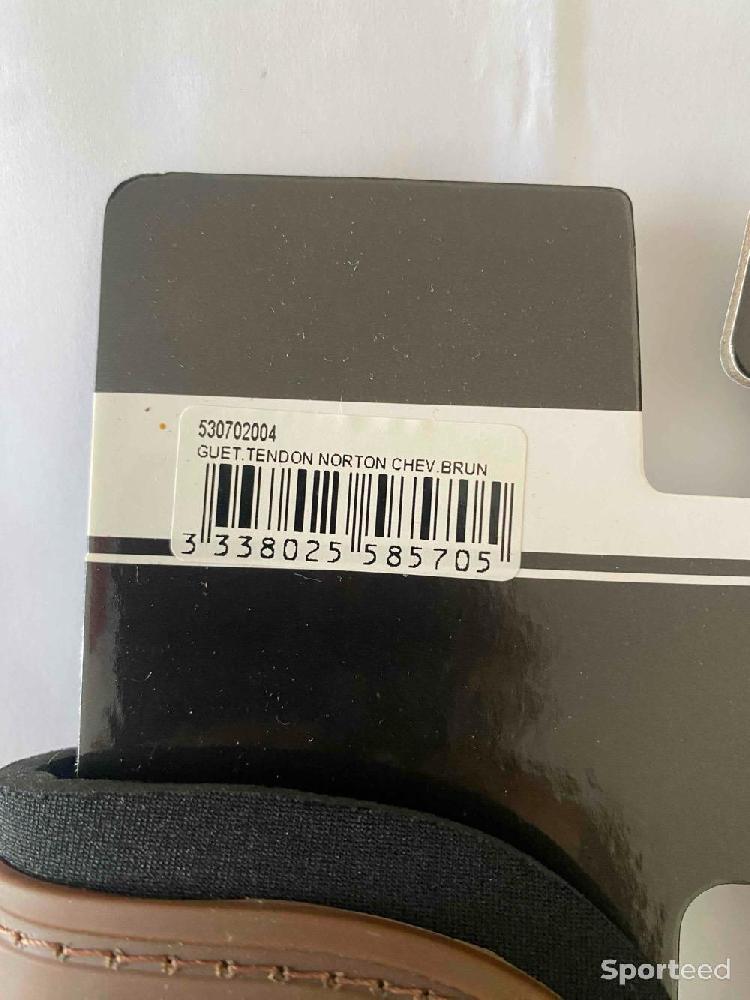 530702004
GUET.TENDON NORTON CHEV.BRUN
3 338025 585705
Sporteed